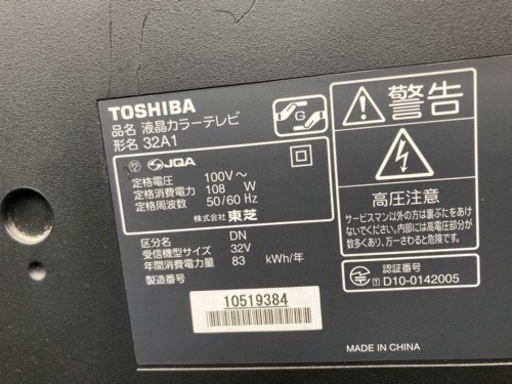 TOSHIBA
品名 液晶カラーテレビ
形名 32A1
G
JQA
定格電圧 100V～
定格消費電力 108 W
定格周波数 50/60 Hz
株式会社 東芝
区分名 DN
受信機型サイズ 32V
年間消費電力量 83 kWh/年
製造番号
10519384
警告
高圧注意
サービスマン以外の方は裏ぶたをあけ
ないでください。内部には高電圧部分が
数多くあり、万一さわると危険です。
認証番号
T D10-0142005
MADE IN CHINA